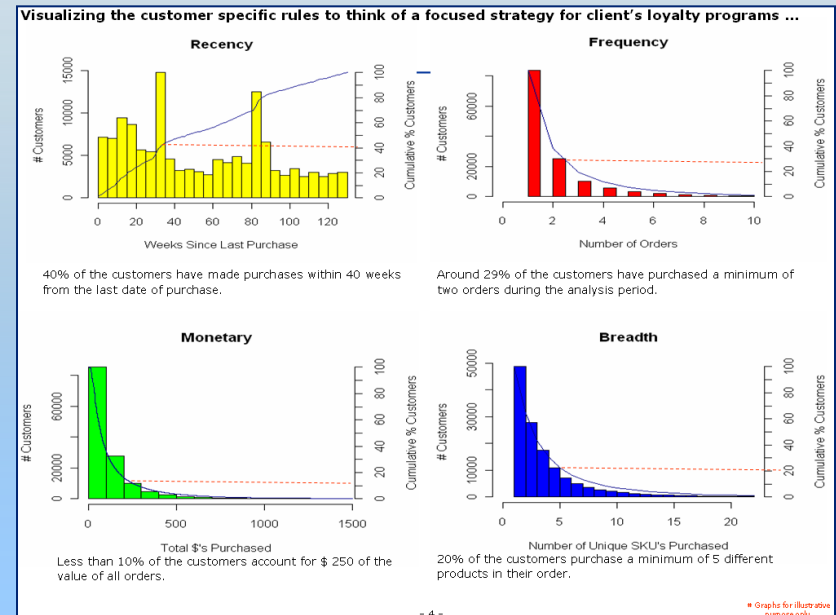 Visualizing the customer specific rules to think of a focused strategy for client's loyalty programs ...
Recency
# Customers
0 5000 10000 15000
0 20 40 60 80 100
Cumulative % Customers
0 20 40 60 80 100 120
Weeks Since Last Purchase
40% of the customers have made purchases within 40 weeks
from the last date of purchase.
Frequency
# Customers
0 20000 60000
0 20 40 60 80 100
Cumulative % Customers
0 2 4 6 8 10
Number of Orders
Around 29% of the customers have purchased a minimum of
two orders during the analysis period.
Monetary
# Customers
0 20000 60000
0 20 40 60 80 100
Cumulative % Customers
0 500 1000 1500
Total $'s Purchased
Less than 10% of the customers account for $ 250 of the
value of all orders.
Breadth
# Customers
0 10000 30000 50000
0 20 40 60 80 100
Cumulative % Customers
0 5 10 15 20
Number of Unique SKU's Purchased
20% of the customers purchase a minimum of 5 different
products in their order.
- 4 -
* Graphs for illustrative
purpose only